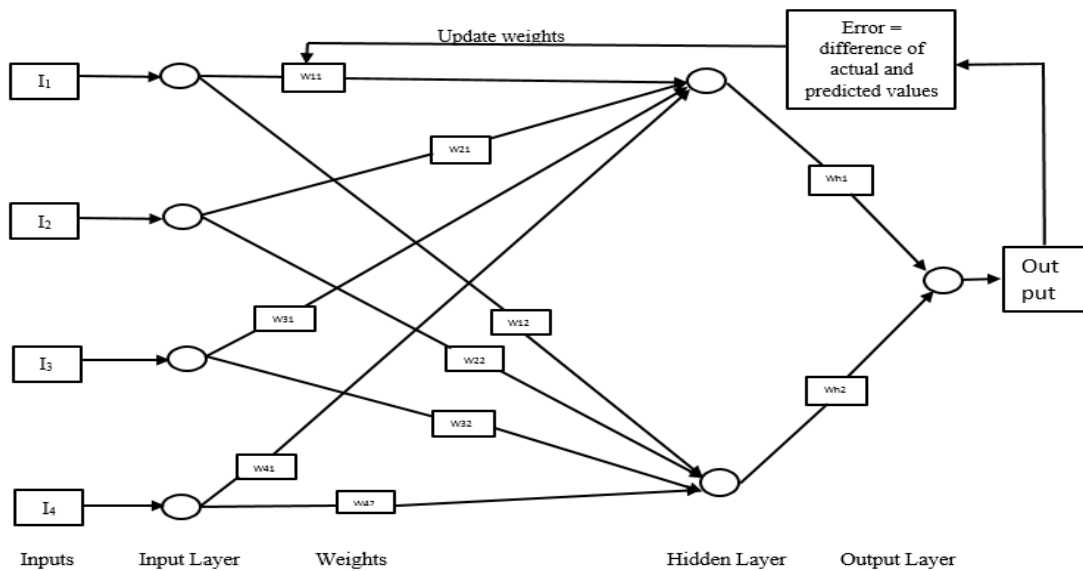 Update weights
Error =
difference of
actual and
predicted values
I1
W11
W21
Wh1
I2
Out
put
W31
W12
I3
W22
Wh2
W32
W41
I4
W42
Inputs
Input Layer
Weights
Hidden Layer
Output Layer